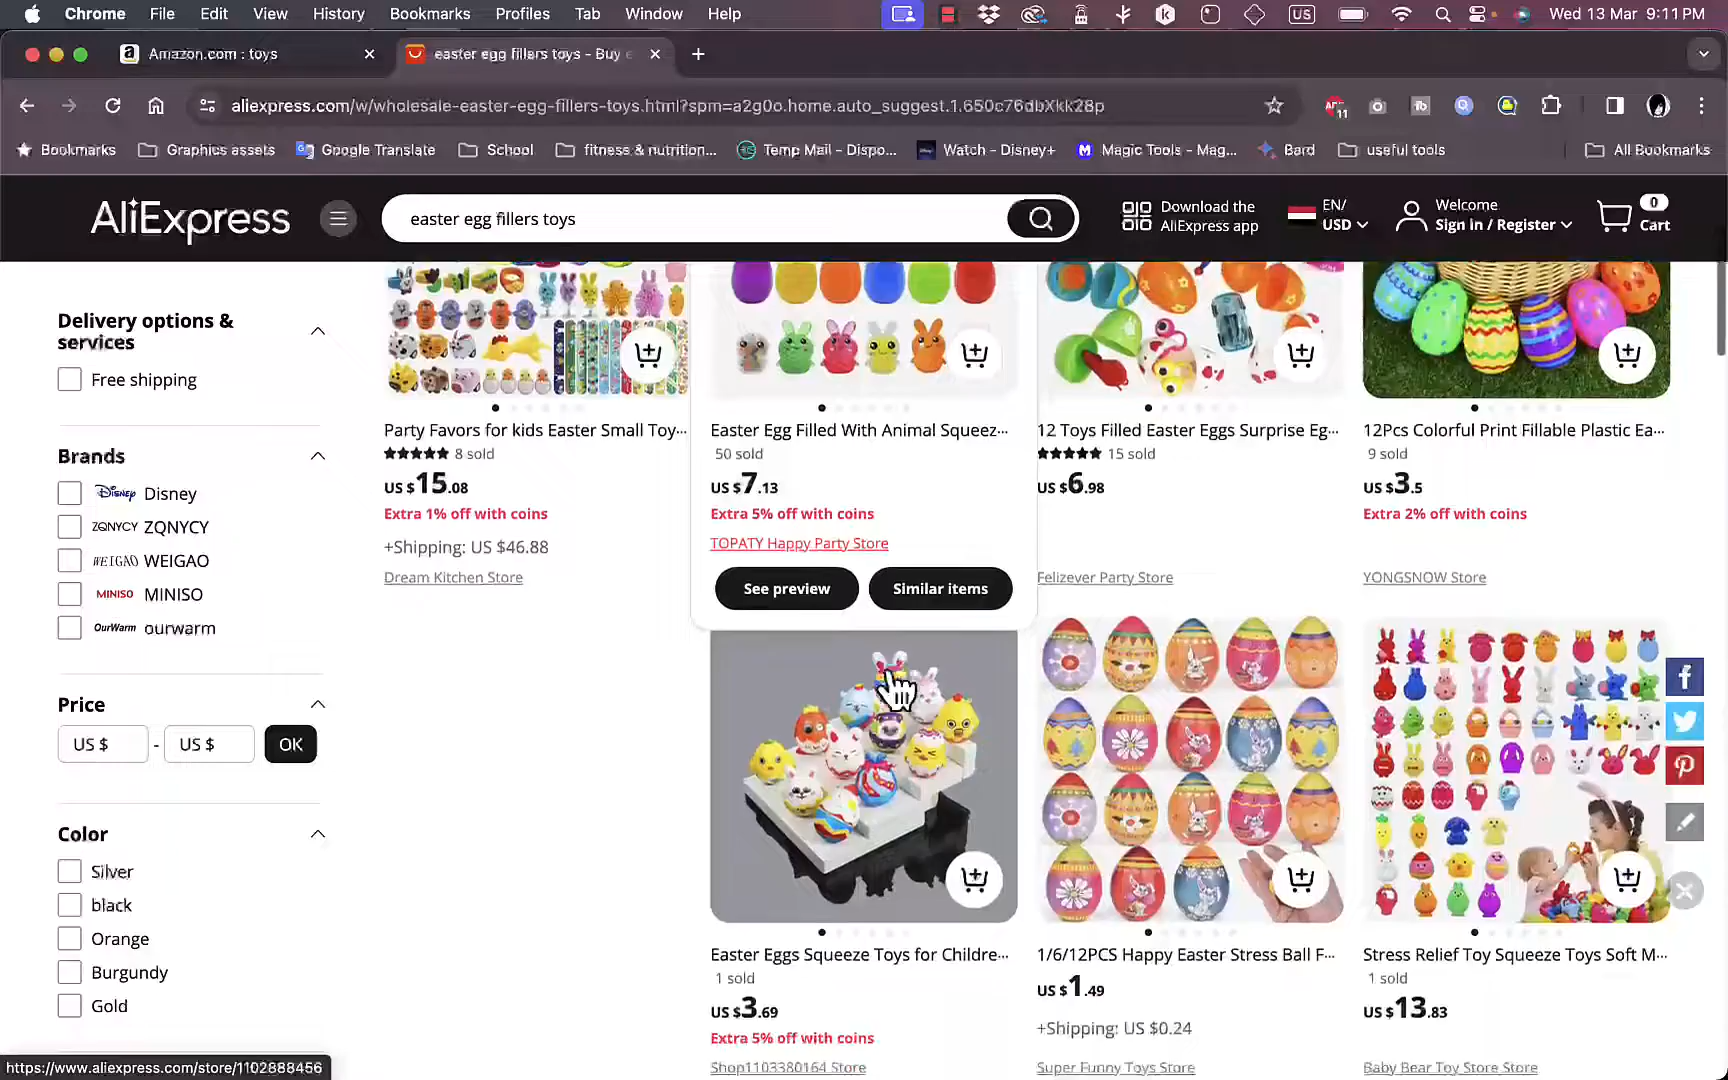 Chrome File Edit View History Bookmarks Profiles Tab Window Help US Wed 13 Mar 9:11 PM
Amazon.com : toys
easter egg fillers toys - Buy e
aliexpress.com/w/wholesale-easter-egg-fillers-toys.html?spm=a2g0o.home.auto_suggest.1.650c76dbXkk28p
11
Bookmarks Graphics assets Google Translate School fitness & nutrition... Temp Mail - Dispo... Watch - Disney+ Magic Tools - Mag... Bard useful tools All Bookmarks
AliExpress
easter egg fillers toys
Download the
AliExpress app
EN/
USD
Welcome
Sign in / Register
0
Cart
Delivery options &
services
Free shipping
Brands
Disney Disney
ZQNYCY ZQNYCY
WEIGAO WEIGAO
MINISO MINISO
OurWarm ourwarm
Price
US $ - US $ OK
Color
Silver
black
Orange
Burgundy
Gold
Party Favors for kids Easter Small Toy...
8 sold
US $15.08
Extra 1% off with coins
+Shipping: US $46.88
Dream Kitchen Store
Easter Egg Filled With Animal Squeez...
50 sold
US $7.13
Extra 5% off with coins
TOPATY Happy Party Store
See preview Similar items
12 Toys Filled Easter Eggs Surprise Eg...
15 sold
US $6.98
Felizever Party Store
12Pcs Colorful Print Fillable Plastic Ea...
9 sold
US $3.5
Extra 2% off with coins
YONGSNOW Store
Easter Eggs Squeeze Toys for Childre...
1 sold
US $3.69
Extra 5% off with coins
Shop1103380164 Store
1/6/12PCS Happy Easter Stress Ball F...
US $1.49
+Shipping: US $0.24
Super Funny Toys Store
Stress Relief Toy Squeeze Toys Soft M...
1 sold
US $13.83
Baby Bear Toy Store Store
https://www.aliexpress.com/store/1102888456